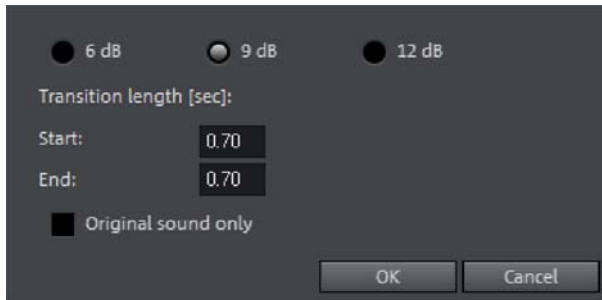 6 dB 9 dB 12 dB
Transition length [sec]:
Start: 0.70
End: 0.70
Original sound only
OK Cancel